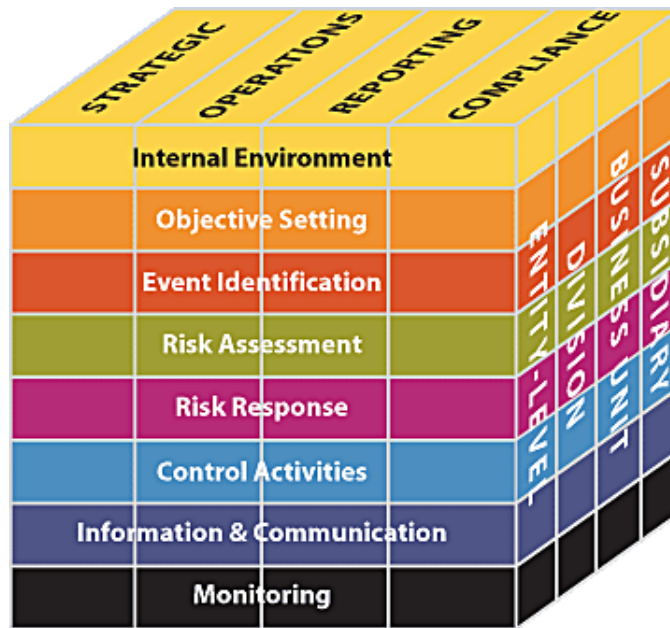 STRATEGIC
OPERATIONS
REPORTING
COMPLIANCE
Internal Environment
Objective Setting
Event Identification
Risk Assessment
Risk Response
Control Activities
Information & Communication
Monitoring
ENTITY-LEVEL
DIVISION
BUSINESS UNIT
SUBSIDIARY